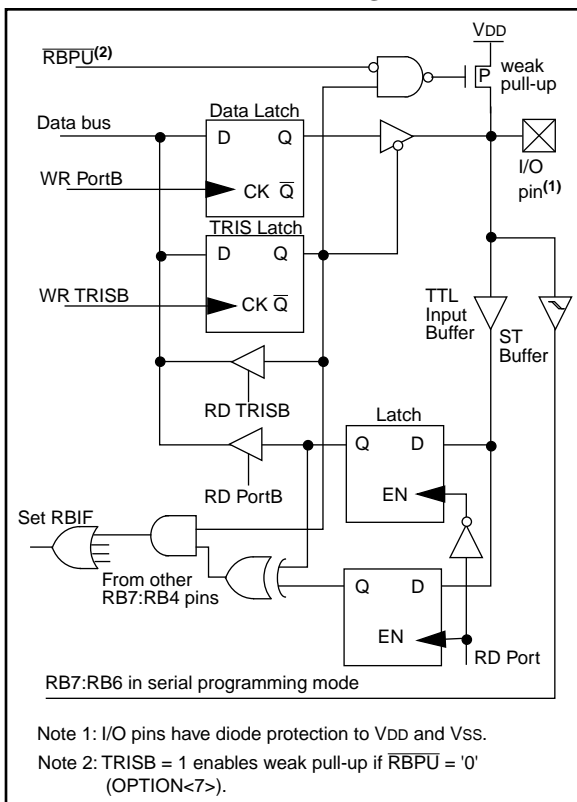 VDD
RBPU(2)
P
weak
pull-up
Data Latch
Data bus
D
Q
WR PortB
CK
Q
I/O
pin(1)
TRIS Latch
D
Q
WR TRISB
CK
Q
TTL
Input
Buffer
ST
Buffer
RD TRISB
Latch
Q
D
RD PortB
EN
Set RBIF
From other
RB7:RB4 pins
Q
D
EN
RD Port
RB7:RB6 in serial programming mode
Note 1: I/O pins have diode protection to VDD and VSS.
Note 2: TRISB = 1 enables weak pull-up if RBPU = '0'
(OPTION<7>).